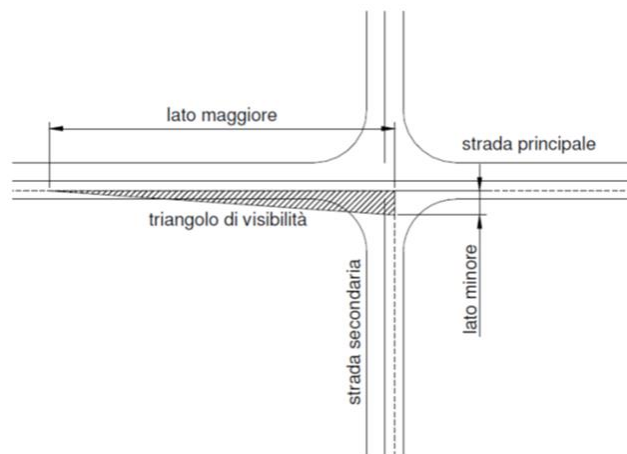 lato maggiore
strada principale
triangolo di visibilità
lato minore
strada secondaria